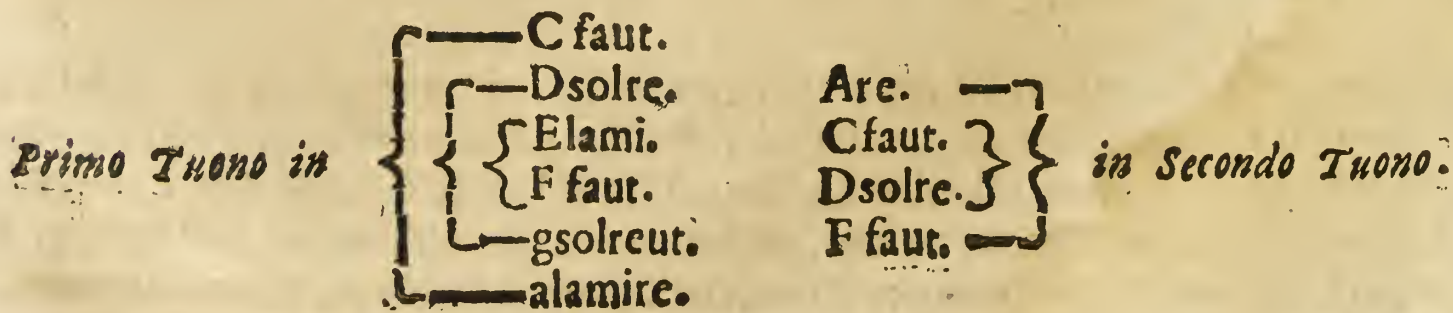 C faut.
Dsolre. Are.
Elami. Cfaut.
Primo Tuono in in Secondo Tuono.
F faut. Dsolre.
gsolreut. F faut.
alamire.